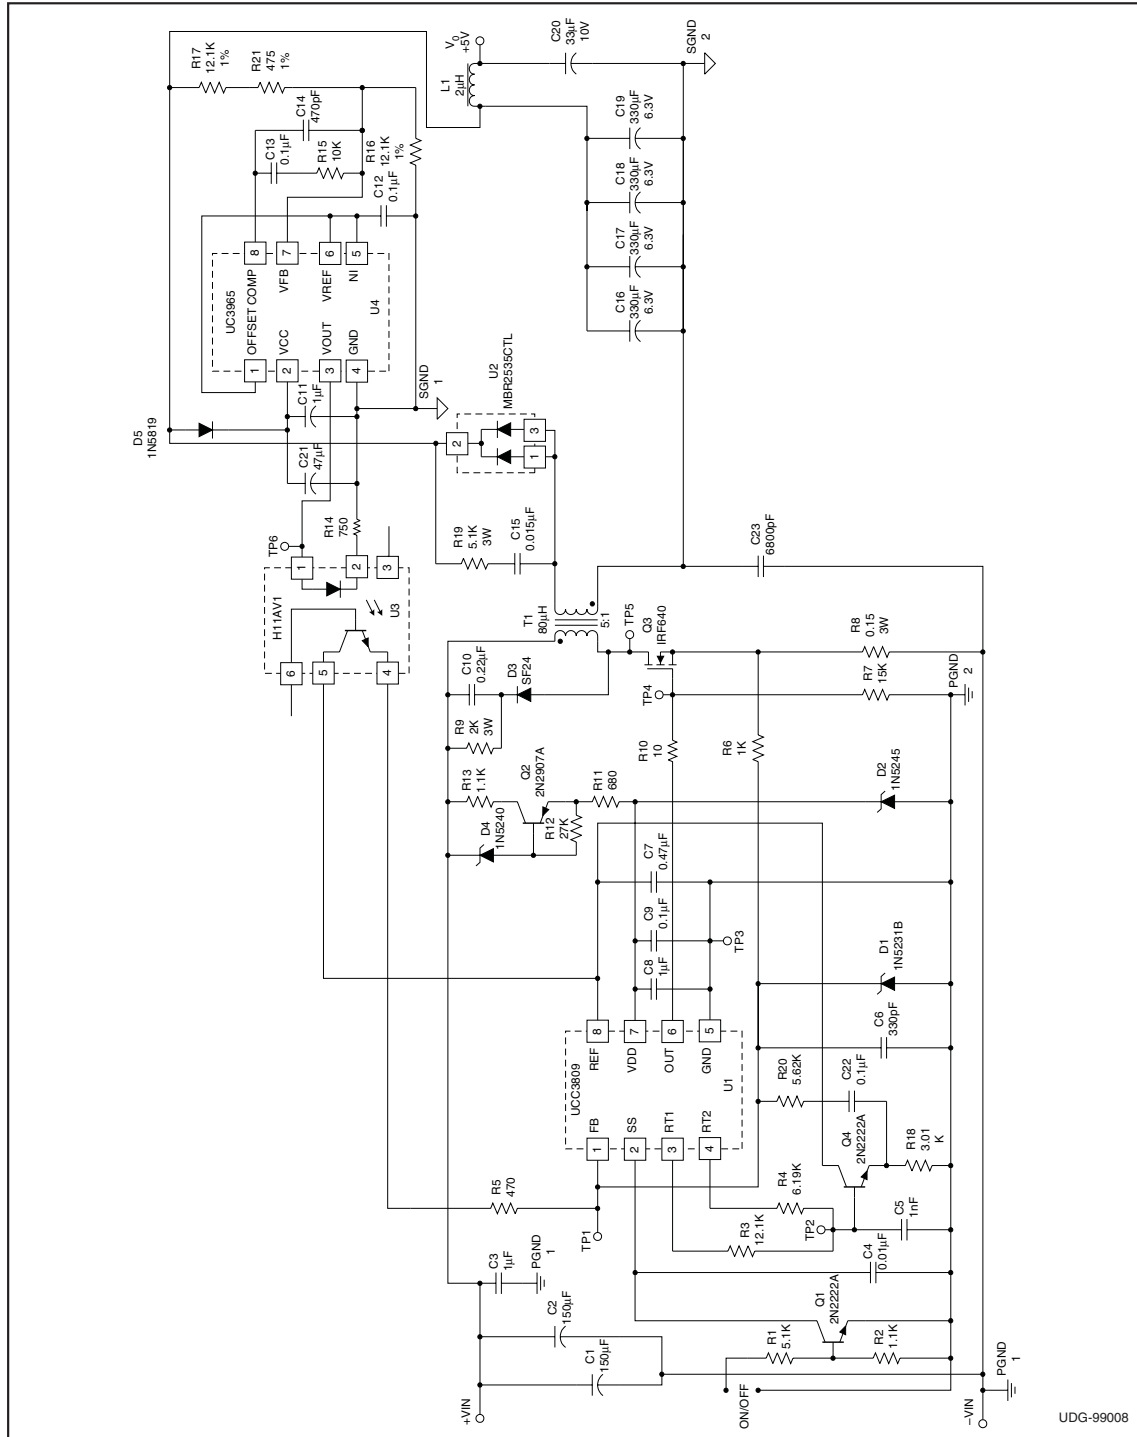 D5
1N5819
R17
12.1K
1%
R21
475
1%
C14
470pF
C13
0.1µF
R15
10K
R16
12.1K
1%
C12
0.1µF
UC3965
1
OFFSET
COMP
8
2
VCC
VFB
7
3
VOUT
VREF
6
4
GND
NI
5
U4
C11
1µF
C21
47µF
SGND
1
TP6
R14
750
H11AV1
U3
1
2
3
4
5
6
L1
2µH
V0
+5V
C20
33µF
10V
SGND
2
C19
330µF
6.3V
C18
330µF
6.3V
C17
330µF
6.3V
C16
330µF
6.3V
U2
MBR2535CTL
2
1
3
R19
5.1K
3W
C15
0.015µF
C23
6800pF
T1
80µH
5:1
TP5
Q3
IRF640
TP4
R8
0.15
3W
R7
15K
PGND
2
C10
0.22µF
D3
SF24
R9
2K
3W
R13
1.1K
Q2
2N2907A
D4
1N5240
R12
27K
R11
680
R10
10
R6
1K
D2
1N5245
C7
0.47µF
C9
0.1µF
C8
1µF
TP3
D1
1N5231B
C6
330pF
UCC3809
1
FB
REF
8
2
SS
VDD
7
3
RT1
OUT
6
4
RT2
GND
5
U1
R5
470
TP1
R20
5.62K
C22
0.1µF
Q4
2N2222A
R18
3.01
K
R4
6.19K
R3
12.1K
TP2
C5
1nF
C4
0.01µF
Q1
2N2222A
R1
5.1K
R2
1.1K
ON/OFF
C3
1µF
PGND
1
C2
150µF
C1
150µF
+VIN
–VIN
PGND
1
UDG-99008